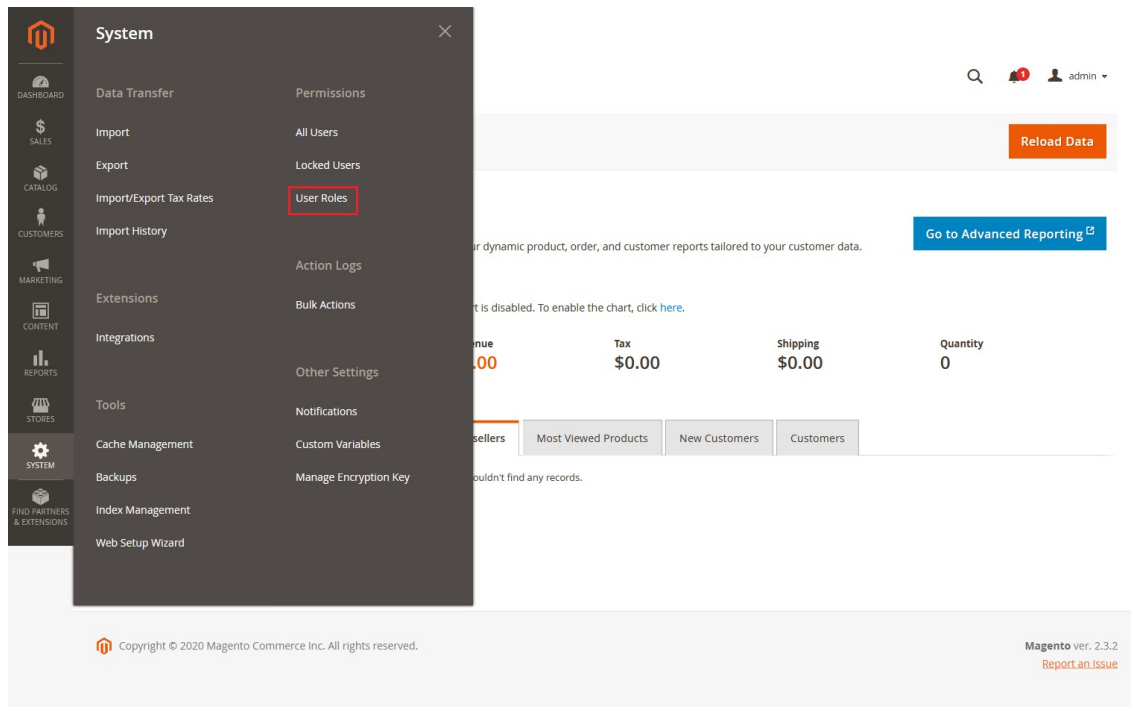 DASHBOARD
SALES
CATALOG
CUSTOMERS
MARKETING
CONTENT
REPORTS
STORES
SYSTEM
FIND PARTNERS
& EXTENSIONS
System
Data Transfer
Import
Export
Import/Export Tax Rates
Import History
Extensions
Integrations
Tools
Cache Management
Backups
Index Management
Web Setup Wizard
Permissions
All Users
Locked Users
User Roles
Action Logs
Bulk Actions
Other Settings
Notifications
Custom Variables
Manage Encryption Key
1
admin
Reload Data
Go to Advanced Reporting
ur dynamic product, order, and customer reports tailored to your customer data.
rt is disabled. To enable the chart, click here.
nue
.00
Tax
$0.00
Shipping
$0.00
Quantity
0
sellers
Most Viewed Products
New Customers
Customers
ouldn't find any records.
Copyright © 2020 Magento Commerce Inc. All rights reserved.
Magento ver. 2.3.2
Report an Issue